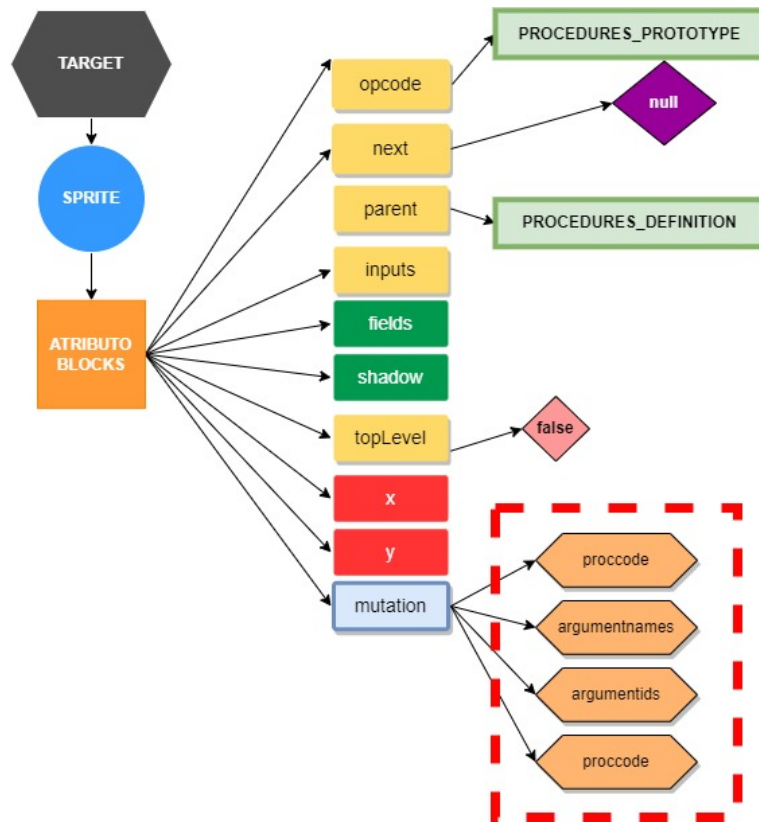 TARGET
SPRITE
ATRIBUTO
BLOCKS
opcode
next
parent
inputs
fields
shadow
topLevel
x
y
mutation
PROCEDURES_PROTOTYPE
null
PROCEDURES_DEFINITION
false
proccode
argumentnames
argumentids
proccode